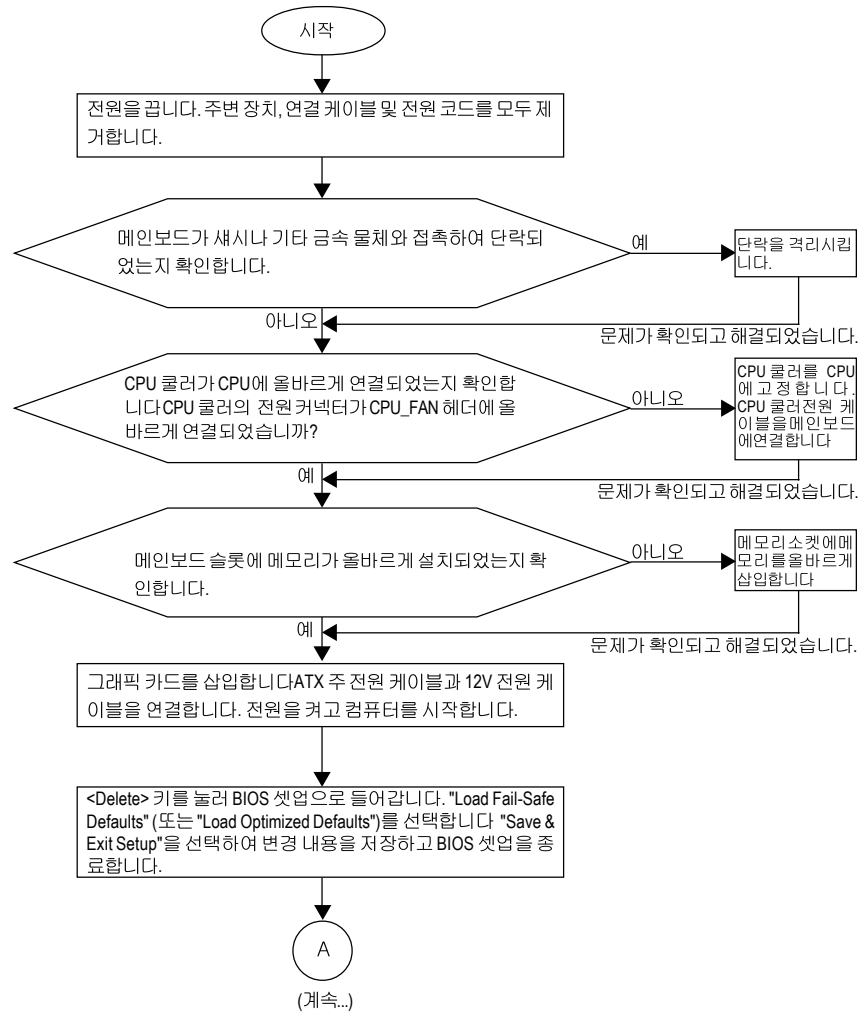 시작
전원을 끕니다. 주변 장치, 연결 케이블 및 전원 코드를 모두 제
거합니다.
메인보드가 섀시나 기타 금속 물체와 접촉하여 단락되
었는지 확인합니다.
예
단락을 격리시킵
니다.
아니오
문제가 확인되고 해결되었습니다.
CPU 쿨러가 CPU에 올바르게 연결되었는지 확인합
니다 CPU 쿨러의 전원 커넥터가 CPU_FAN 헤더에 올
바르게 연결되었습니까?
아니오
CPU 쿨러를 CPU
에 고정합니다.
CPU 쿨러전원 케
이블을메인보드
에연결합니다
예
문제가 확인되고 해결되었습니다.
메인보드 슬롯에 메모리가 올바르게 설치되었는지 확
인합니다.
아니오
메모리소켓에메
모리를올바르게
삽입합니다
예
문제가 확인되고 해결되었습니다.
그래픽 카드를 삽입합니다ATX 주 전원 케이블과 12V 전원 케
이블을 연결합니다. 전원을 켜고 컴퓨터를 시작합니다.
<Delete> 키를 눌러 BIOS 셋업으로 들어갑니다. "Load Fail-Safe
Defaults" (또는 "Load Optimized Defaults")를 선택합니다 "Save &
Exit Setup"을 선택하여 변경 내용을 저장하고 BIOS 셋업을 종
료합니다.
A
(계속...)